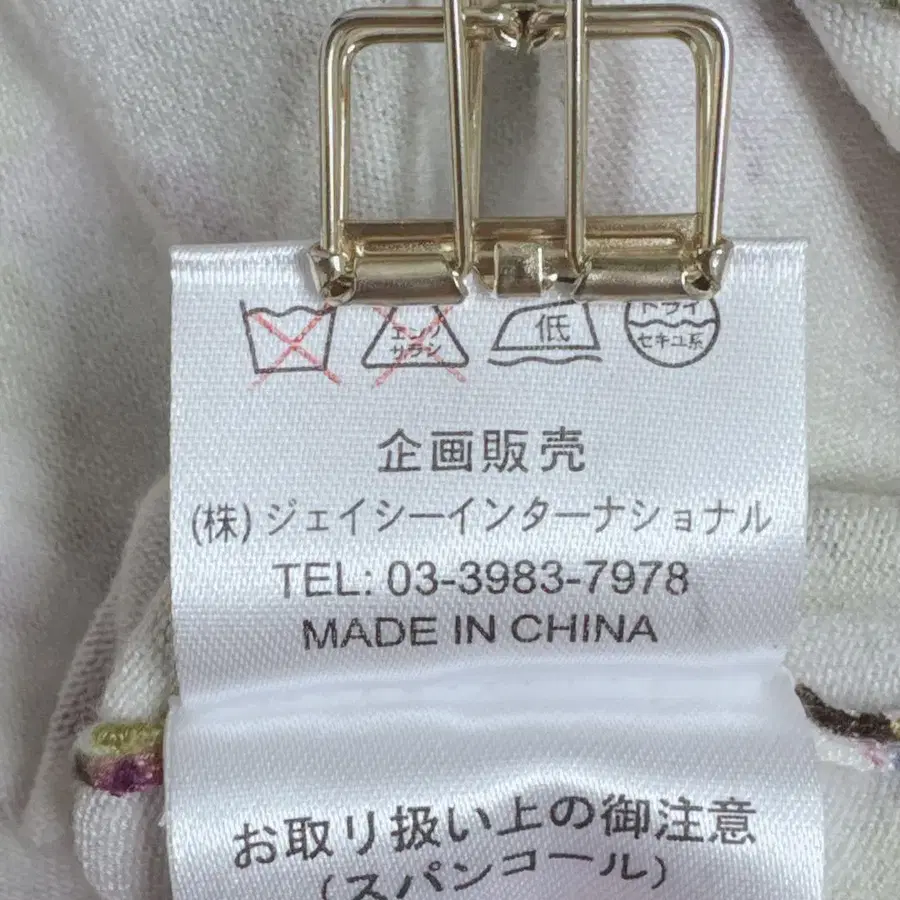 低
ドライ
エンソ
サラシ
セキユ系
企画販売
(株)ジェイシーインターナショナル
TEL: 03-3983-7978
MADE IN CHINA
お取り扱い上の御注意
(スパンコール)